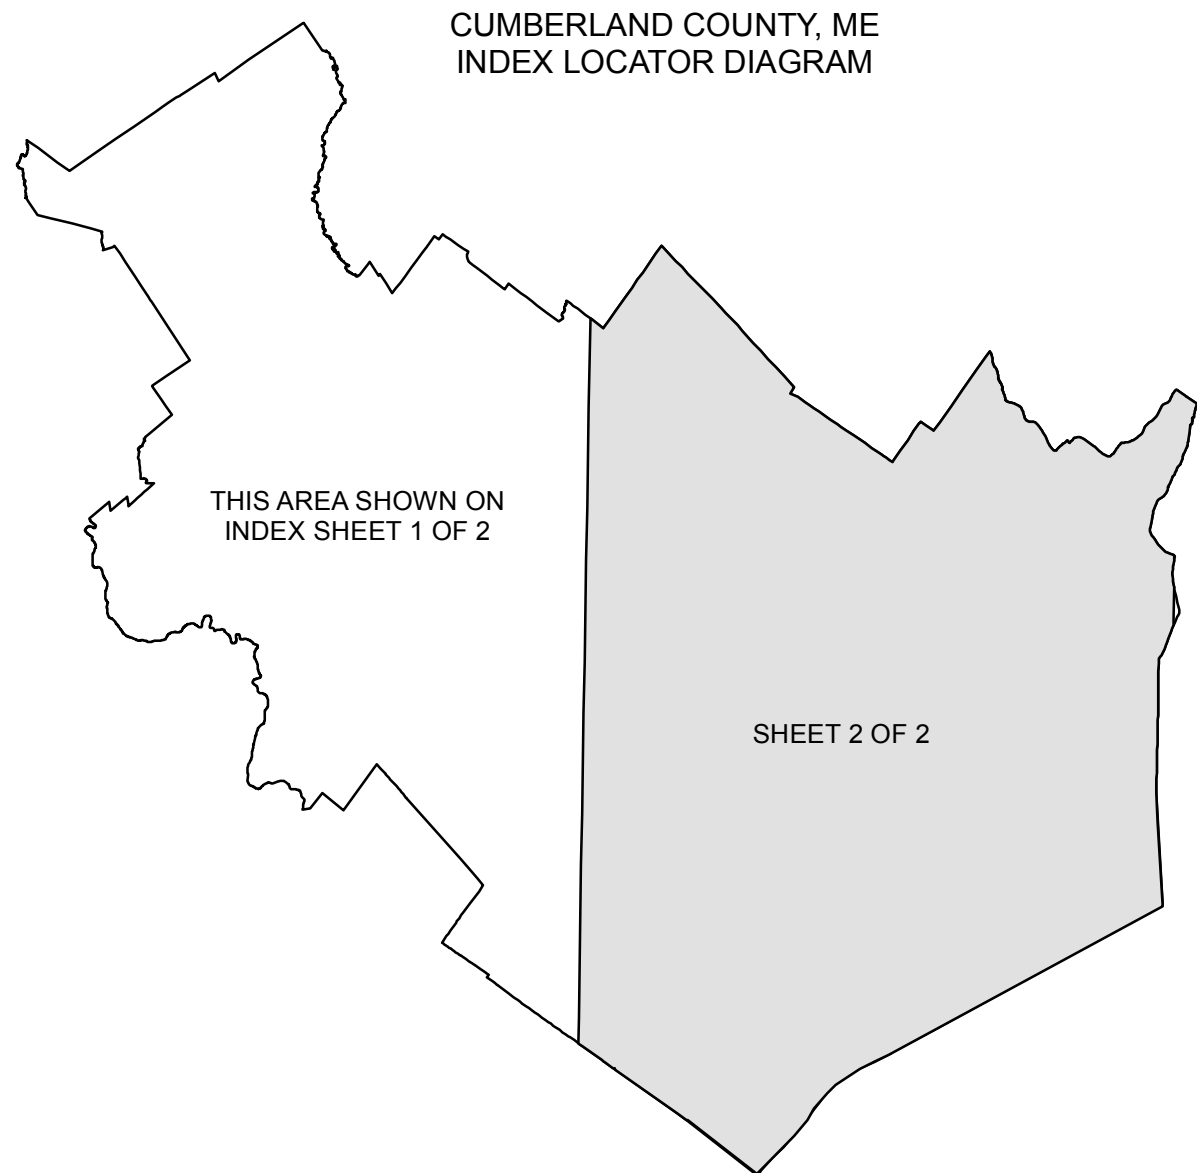 CUMBERLAND COUNTY, ME
INDEX LOCATOR DIAGRAM
THIS AREA SHOWN ON
INDEX SHEET 1 OF 2
SHEET 2 OF 2